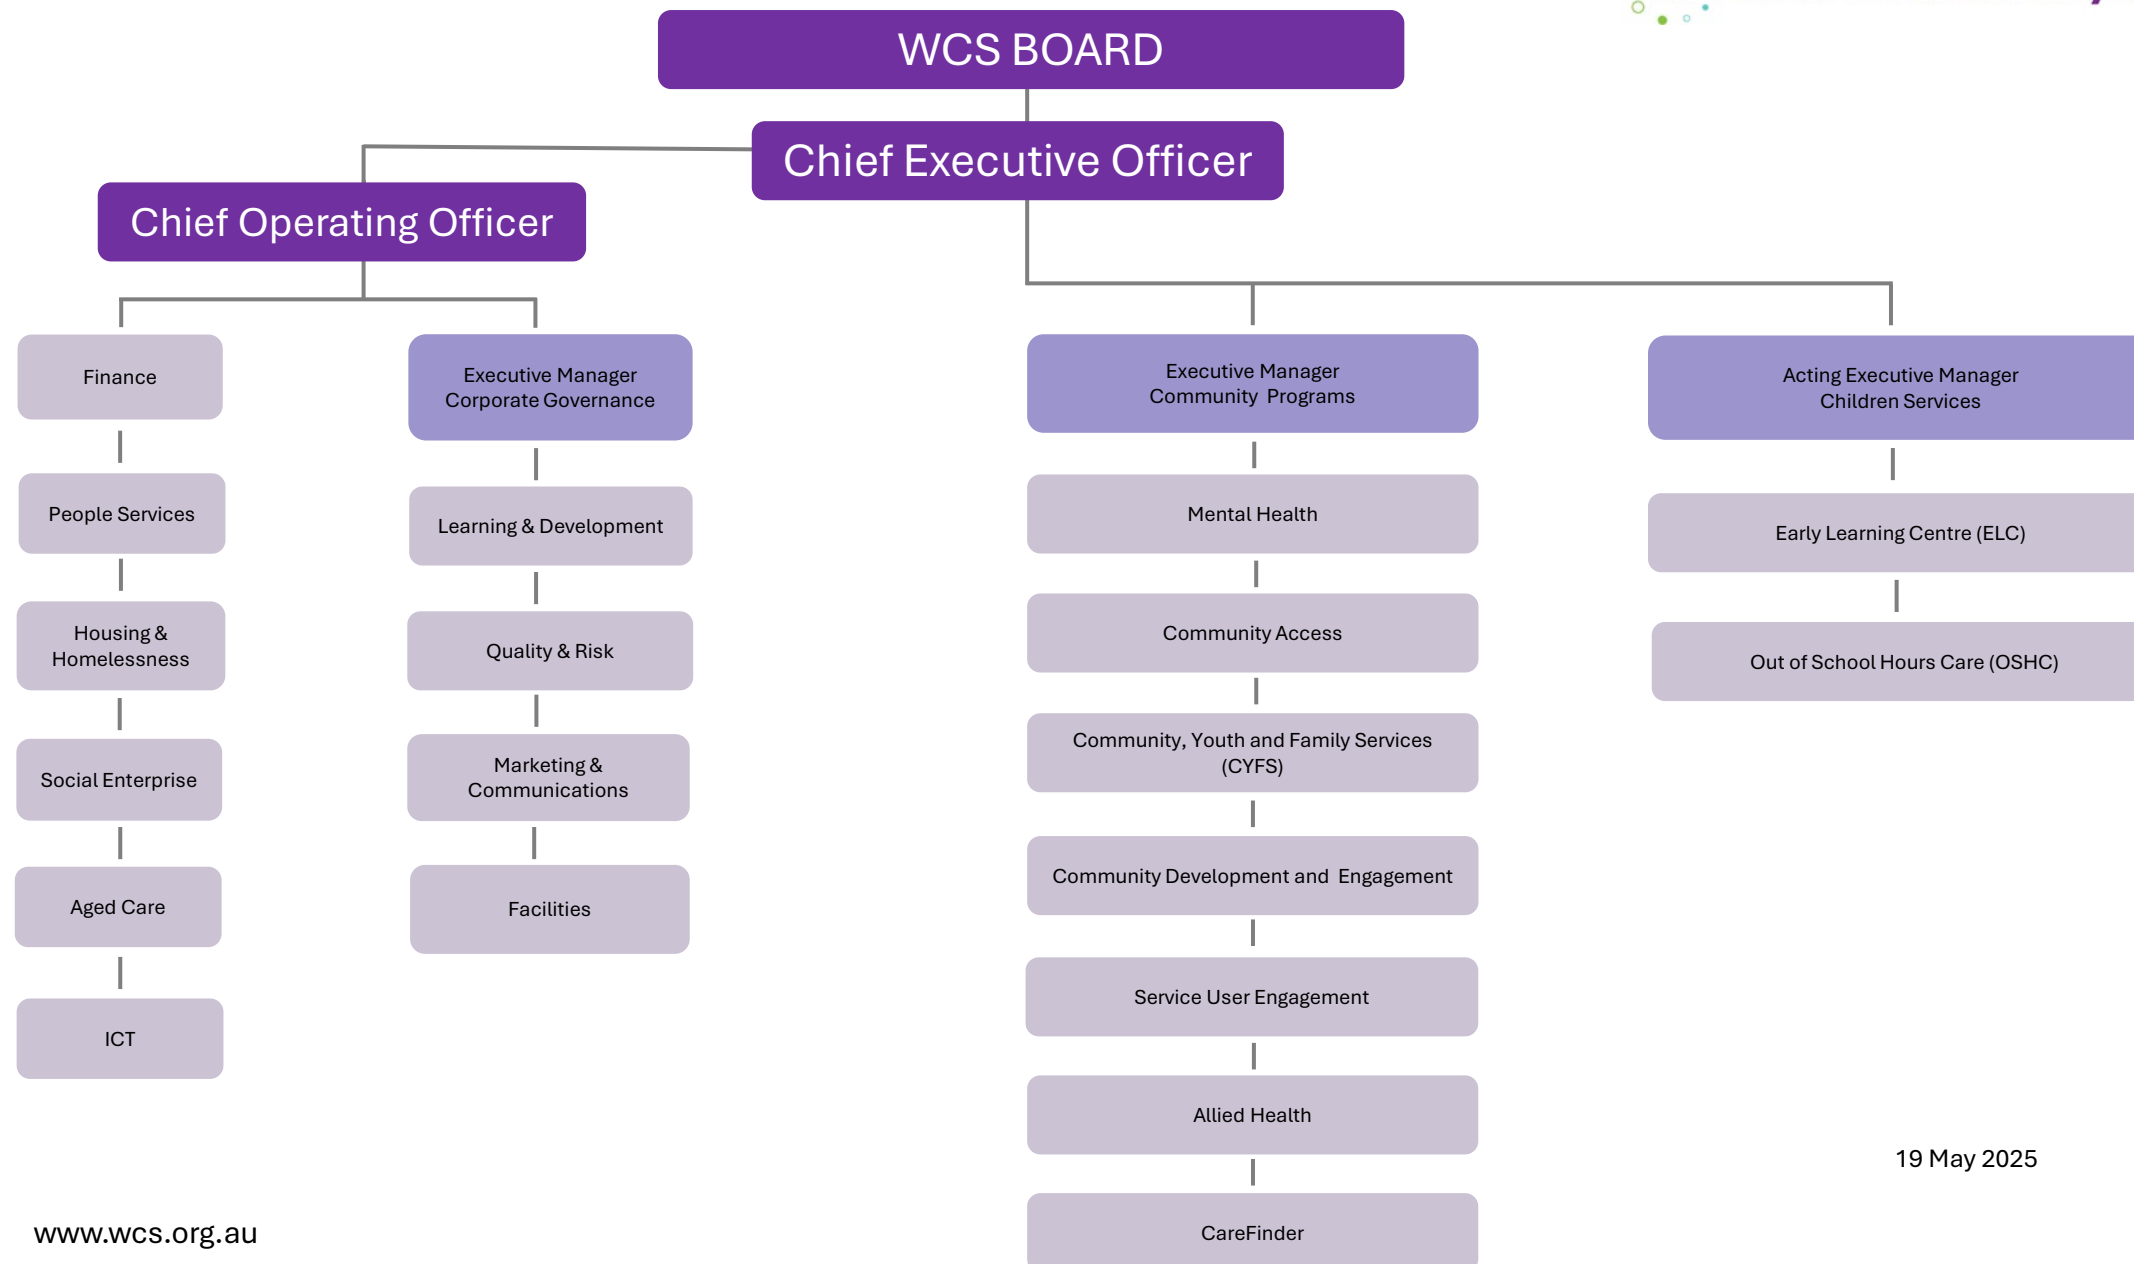 WCS BOARD
Chief Executive Officer
Chief Operating Officer
Finance
People Services
Housing &
Homelessness
Social Enterprise
Aged Care
ICT
Executive Manager
Corporate Governance
Learning & Development
Quality & Risk
Marketing &
Communications
Facilities
Executive Manager
Community Programs
Mental Health
Community Access
Community, Youth and Family Services
(CYFS)
Community Development and Engagement
Service User Engagement
Allied Health
CareFinder
Acting Executive Manager
Children Services
Early Learning Centre (ELC)
Out of School Hours Care (OSHC)
19 May 2025
www.wcs.org.au